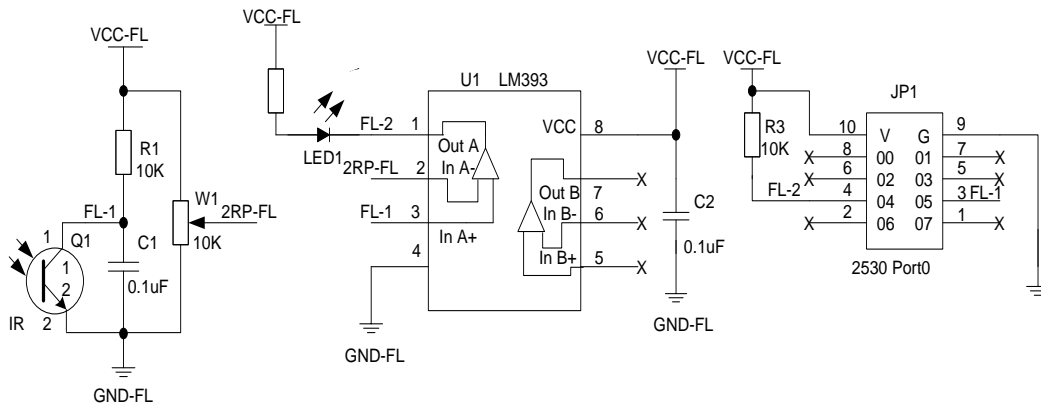 VCC-FL
R1
10K
FL-1
W1
10K
2RP-FL
C1
0.1uF
1
Q1
1
2
IR
2
GND-FL
VCC-FL
LED1
FL-2
2RP-FL
FL-1
GND-FL
U1 LM393
1
2
3
4
Out A
In A-
In A+
VCC
8
Out B
7
In B-
6
In B+
5
X
X
X
VCC-FL
C2
0.1uF
GND-FL
VCC-FL
R3
10K
FL-2
JP1
10 V G 9
X 8 00 01 7 X
X 6 02 03 5 X
4 04 05 3 FL-1
X 2 06 07 1 X
2530 Port0